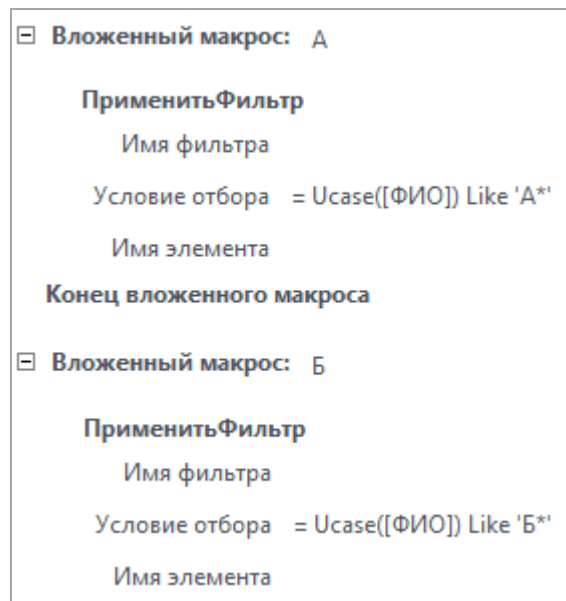 Вложенный макрос: А
ПрименитьФильтр
Имя фильтра
Условие отбора = Ucase([ФИО]) Like 'А*'
Имя элемента
Конец вложенного макроса
Вложенный макрос: Б
ПрименитьФильтр
Имя фильтра
Условие отбора = Ucase([ФИО]) Like 'Б*'
Имя элемента